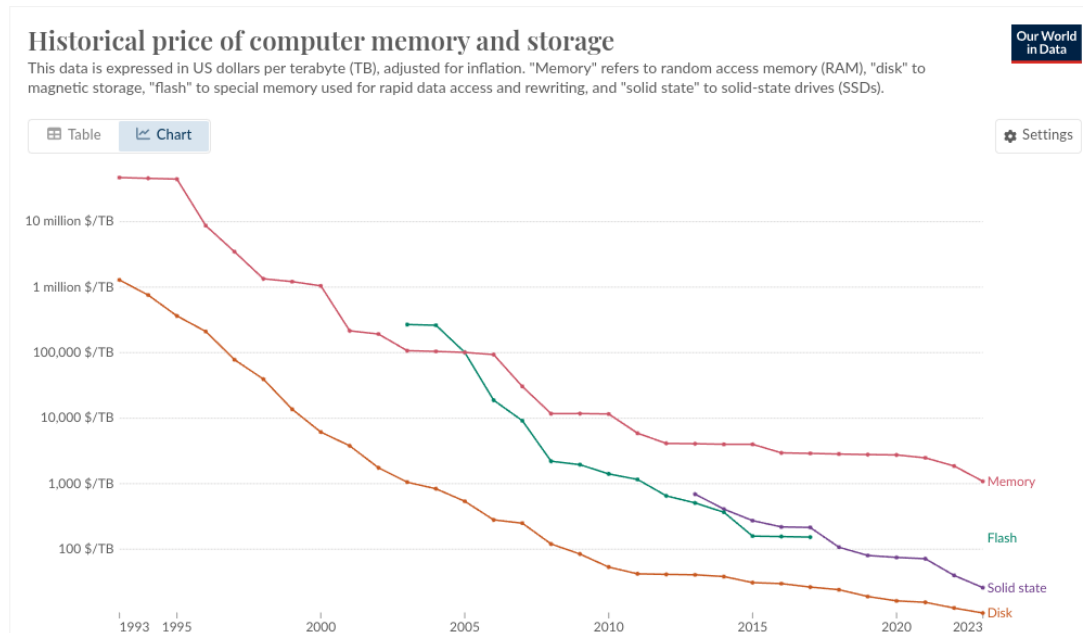 Historical price of computer memory and storage
Our World
in Data
This data is expressed in US dollars per terabyte (TB), adjusted for inflation. "Memory" refers to random access memory (RAM), "disk" to
magnetic storage, "flash" to special memory used for rapid data access and rewriting, and "solid state" to solid-state drives (SSDs).
Table
Chart
Settings
10 million $/TB
1 million $/TB
100,000 $/TB
10,000 $/TB
1,000 $/TB
100 $/TB
Memory
Flash
Solid state
Disk
1993
1995
2000
2005
2010
2015
2020
2023